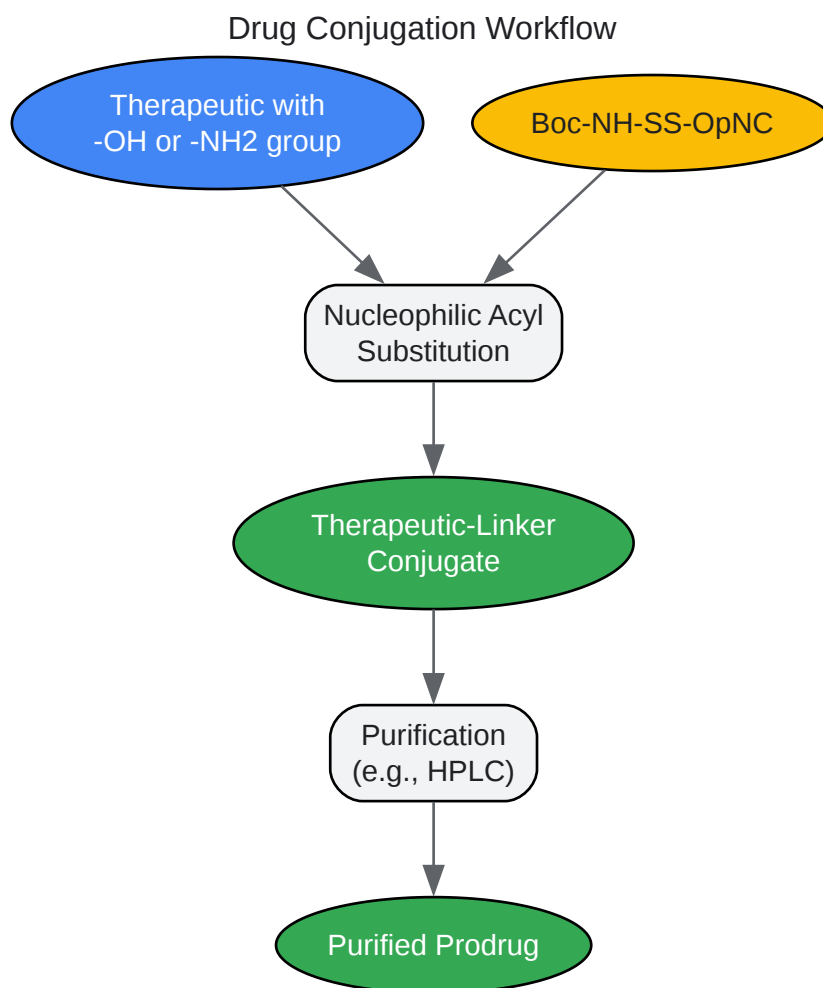 Drug Conjugation Workflow
Therapeutic with
-OH or -NH2 group
Boc-NH-SS-OpNC
Nucleophilic Acyl
Substitution
Therapeutic-Linker
Conjugate
Purification
(e.g., HPLC)
Purified Prodrug